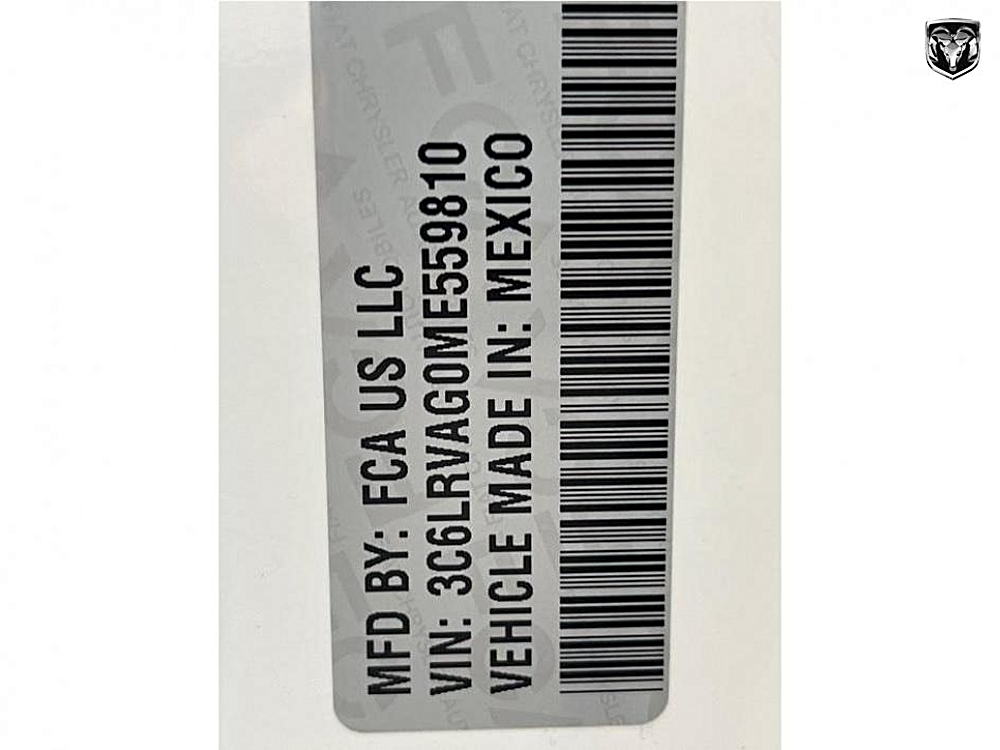 MFD BY: FCA US LLC
VIN: 3C6LRVAG0ME559810
VEHICLE MADE IN: MEXICO